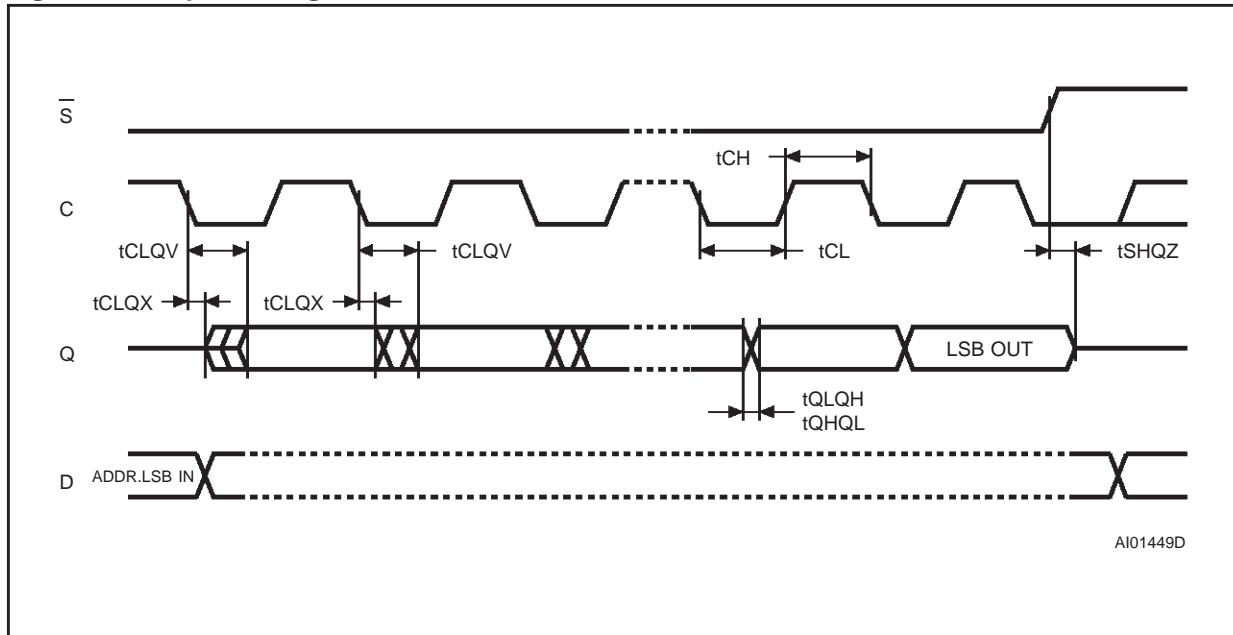 S̅
tCH
C
tCLQV
tCLQV
tCL
tSHQZ
tCLQX
tCLQX
Q
LSB OUT
tQLQH
tQHQL
D
ADDR.LSB IN
AI01449D